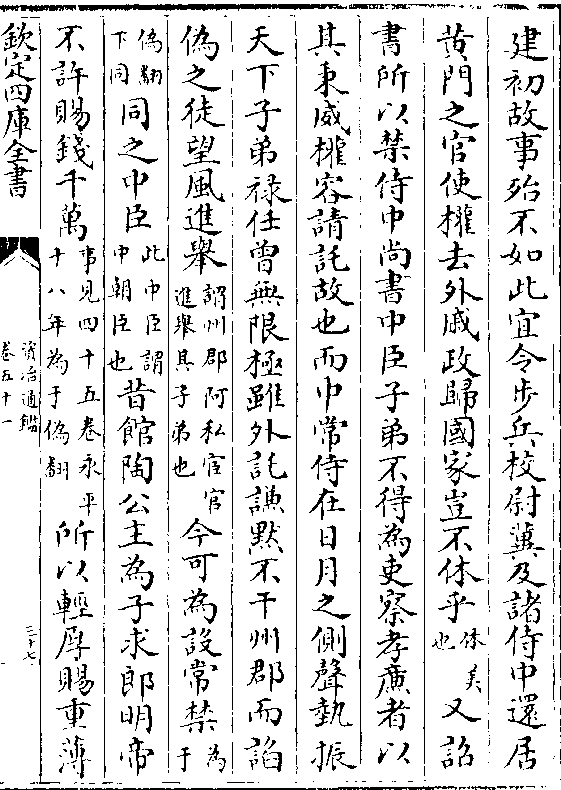 建初故事殆不如此宜令步兵校尉冀及諸侍中還居
黄門之官使權去外戚政歸國家豈不休乎休美也又詔
書所以禁侍中尚書中臣子弟不得為吏察孝廉者以
其秉威權容請託故也而中常侍在日月之側聲埶振
天下子弟禄任曾無限極雖外託謙黙不干州郡而諂
偽之徒望風進舉謂州郡阿私宦官進舉其子弟也今可為設常禁為于
偽翻下同同之中臣此中臣謂中朝臣也昔館陶公主為子求郎明帝
不許賜錢千萬事見四十五卷永平十八年為于偽翻所以輕厚賜重薄
欽定四庫全書
資治通鑑
卷五十一
三十七